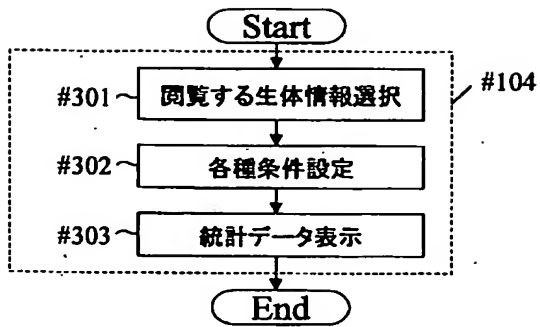 Start
#301 閲覧する生体情報選択
#104
#302 各種条件設定
#303 統計データ表示
End